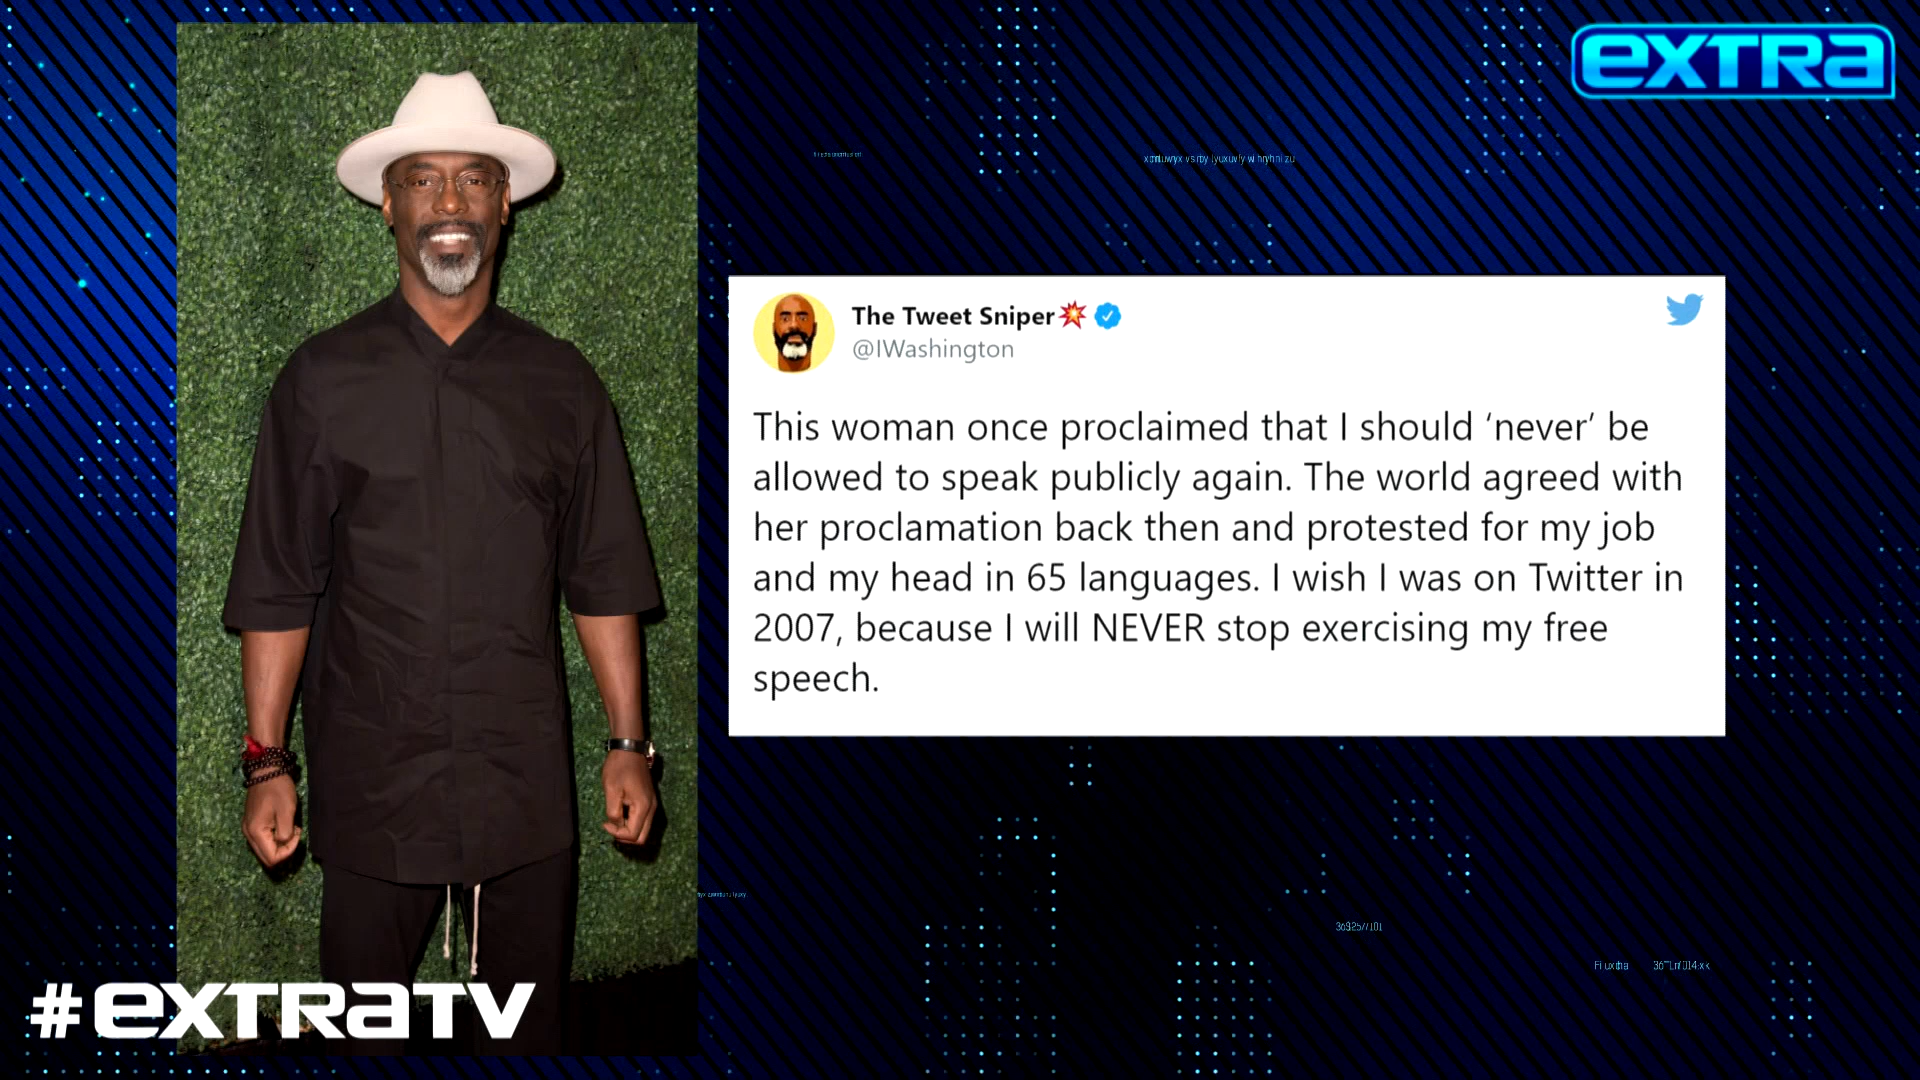 extra
The Tweet Sniper💥
@IWashington
This woman once proclaimed that I should ‘never’ be
allowed to speak publicly again. The world agreed with
her proclamation back then and protested for my job
and my head in 65 languages. I wish I was on Twitter in
2007, because I will NEVER stop exercising my free
speech.
#extratv